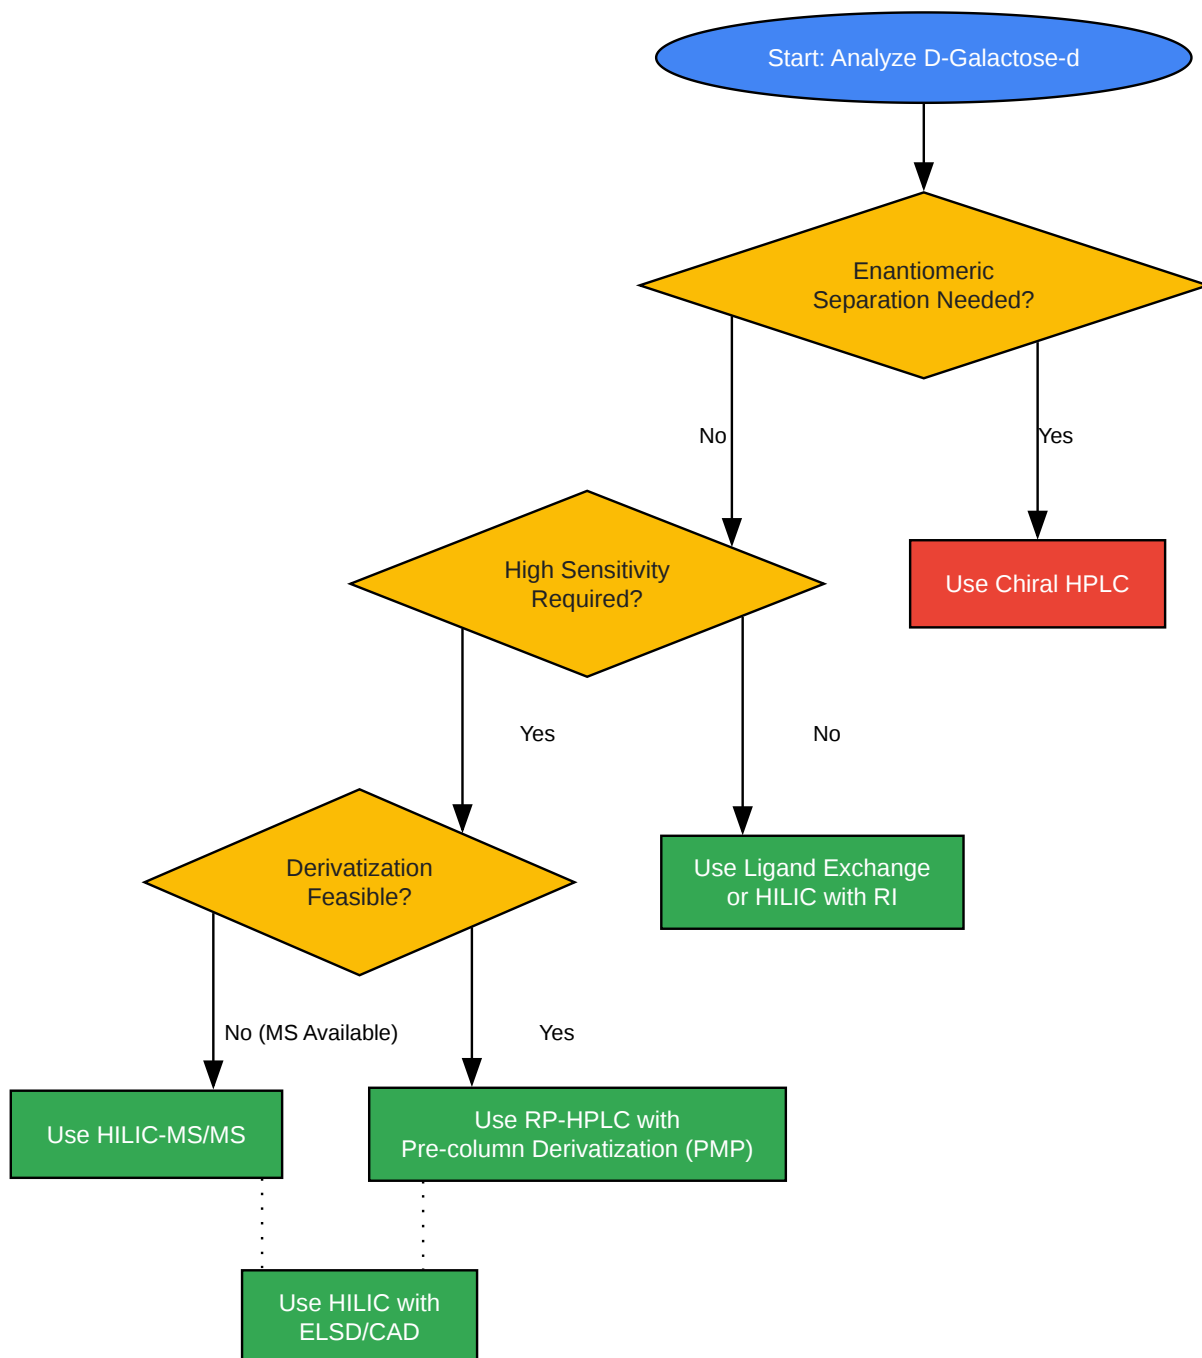 Start: Analyze D-Galactose-d
Enantiomeric
Separation Needed?
No
Yes
High Sensitivity
Required?
Use Chiral HPLC
Yes
No
Derivatization
Feasible?
Use Ligand Exchange
or HILIC with RI
No (MS Available)
Yes
Use HILIC-MS/MS
Use RP-HPLC with
Pre-column Derivatization (PMP)
Use HILIC with
ELSD/CAD